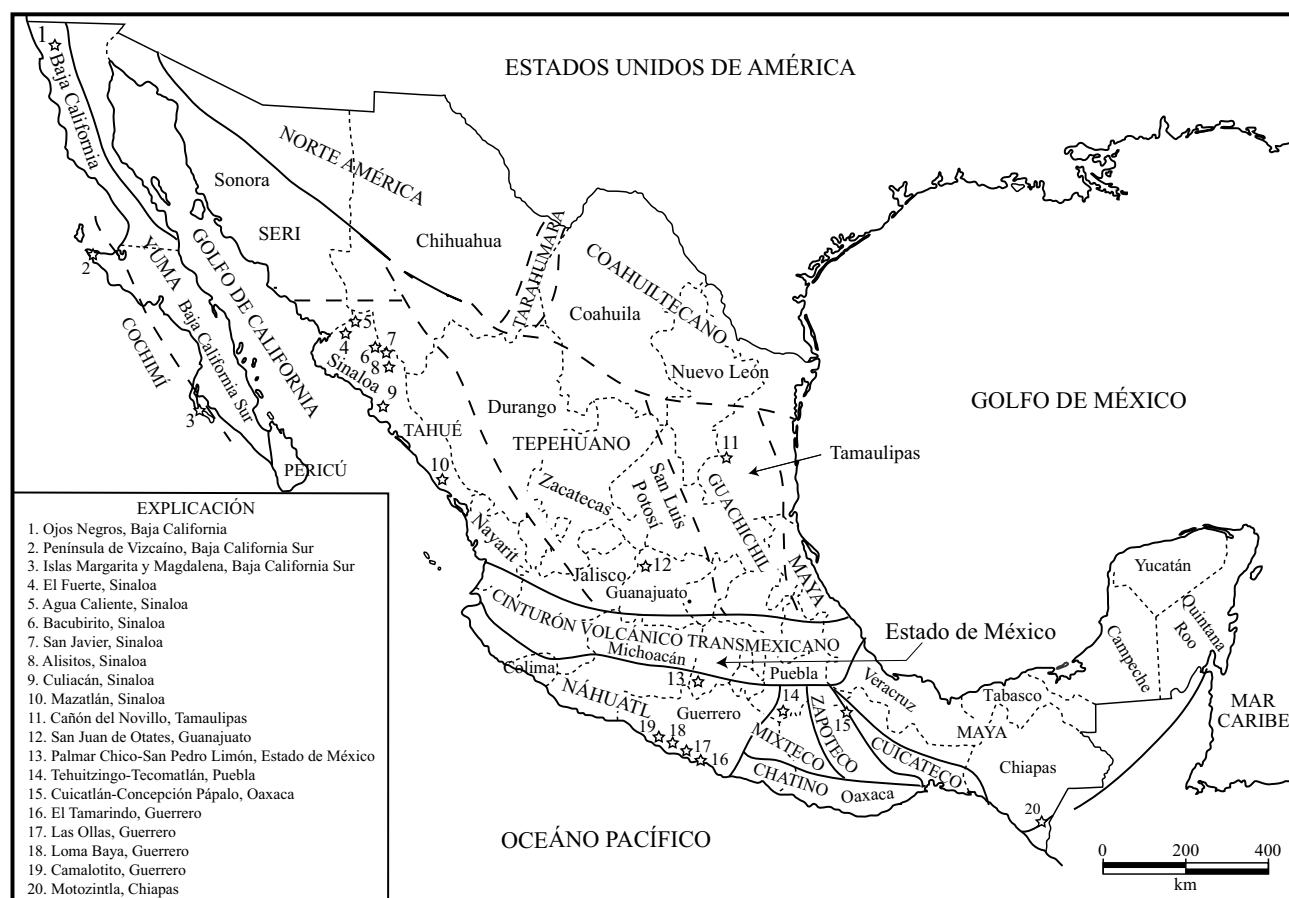 ESTADOS UNIDOS DE AMÉRICA
1
Baja California
NORTE AMÉRICA
Sonora
SERI
Chihuahua
TARAHUMARA
COAHUILTECANO
Coahuila
Nuevo León
GOLFO DE CALIFORNIA
YUMA
2
Baja California Sur
COCHIMÍ
3
PERICÚ
5
4
7
6
8
Sinaloa
9
TAHUÉ
10
Durango
TEPEHUANO
Zacatecas
San Luis
Potosí
11
GUACHICHIL
Tamaulipas
GOLFO DE MÉXICO
Nayarit
Jalisco
12
Guanajuato
MAYA
CINTURÓN VOLCÁNICO TRANSMEXICANO
Michoacán
Estado de México
Colima
NÁHUATL
13
Puebla
Guerrero
14
MIXTECO
ZAPOTECO
15
CUICATECO
Veracruz
Tabasco
MAYA
Chiapas
Campeche
Yucatán
Quintana
Roo
MAR
CARIBE
19
18
17
16
CHATINO
Oaxaca
20
OCEÁNO PACÍFICO
0
200
400
km
EXPLICACIÓN
1. Ojos Negros, Baja California
2. Península de Vizcaíno, Baja California Sur
3. Islas Margarita y Magdalena, Baja California Sur
4. El Fuerte, Sinaloa
5. Agua Caliente, Sinaloa
6. Bacubirito, Sinaloa
7. San Javier, Sinaloa
8. Alisitos, Sinaloa
9. Culiacán, Sinaloa
10. Mazatlán, Sinaloa
11. Cañón del Novillo, Tamaulipas
12. San Juan de Otates, Guanajuato
13. Palmar Chico-San Pedro Limón, Estado de México
14. Tehuitzingo-Tecomatlán, Puebla
15. Cuicatlán-Concepción Pápalo, Oaxaca
16. El Tamarindo, Guerrero
17. Las Ollas, Guerrero
18. Loma Baya, Guerrero
19. Camalotito, Guerrero
20. Motozintla, Chiapas